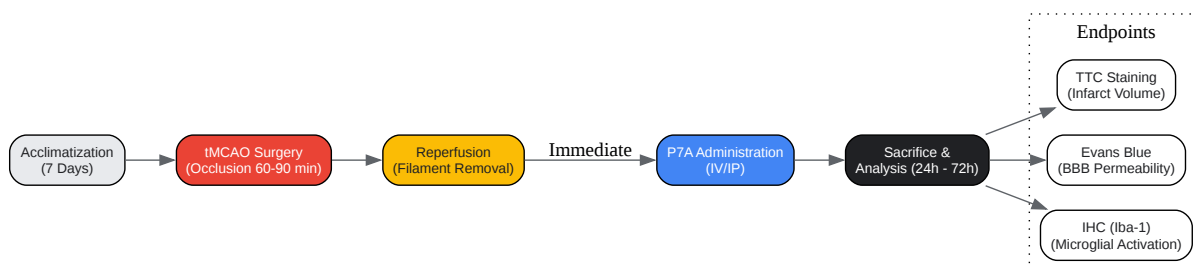 Acclimatization
(7 Days)
tMCAO Surgery
(Occlusion 60-90 min)
Reperfusion
(Filament Removal)
Immediate
P7A Administration
(IV/IP)
Sacrifice &
Analysis (24h - 72h)
Endpoints
TTC Staining
(Infarct Volume)
Evans Blue
(BBB Permeability)
IHC (Iba-1)
(Microglial Activation)